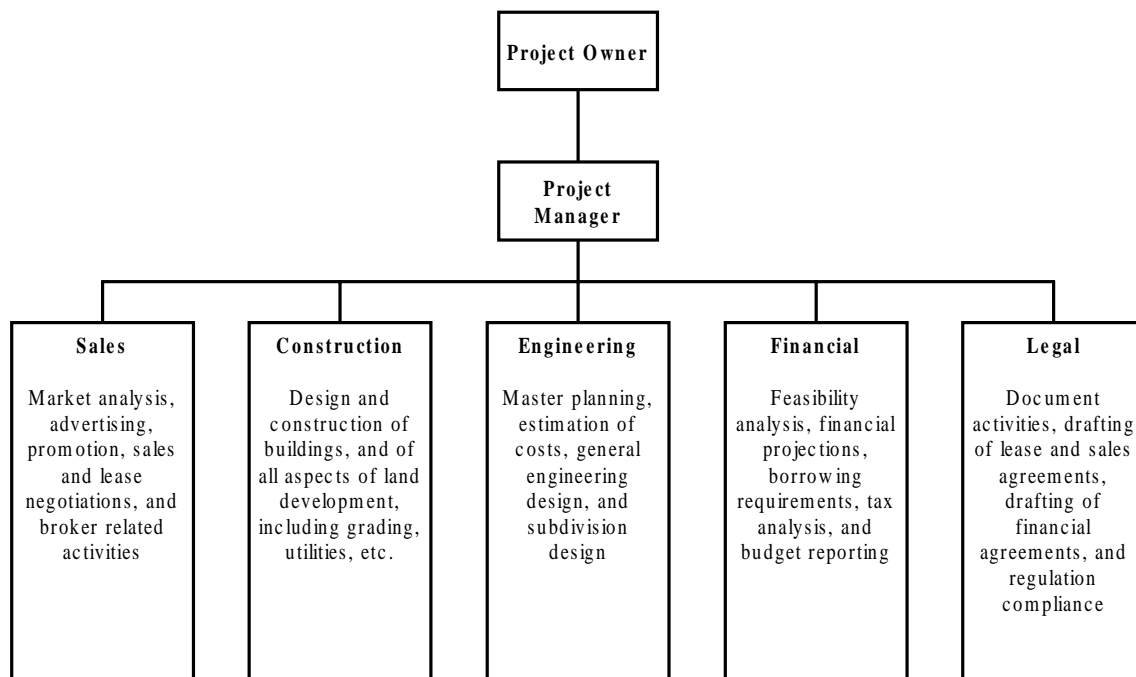 Project Owner
Project
Manager
Sales
Market analysis,
advertising,
promotion, sales
and lease
negotiations, and
broker related
activities
Construction
Design and
construction of
buildings, and of
all aspects of land
development,
including grading,
utilities, etc.
Engineering
Master planning,
estimation of
costs, general
engineering
design, and
subdivision
design
Financial
Feasibility
analysis, financial
projections,
borrowing
requirements, tax
analysis, and
budget reporting
Legal
Document
activities, drafting
of lease and sales
agreements,
drafting of
financial
agreements, and
regulation
compliance